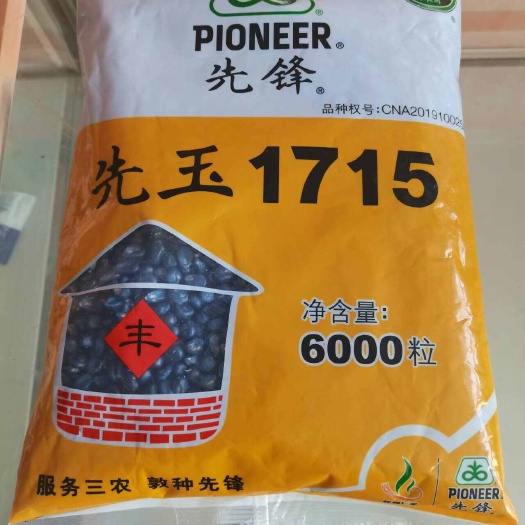 PIONEER®
先锋®
品种权号:CNA2019100
先玉1715
丰
净含量:
6000粒
服务三农 敦种先锋
PIONEER®
先锋®